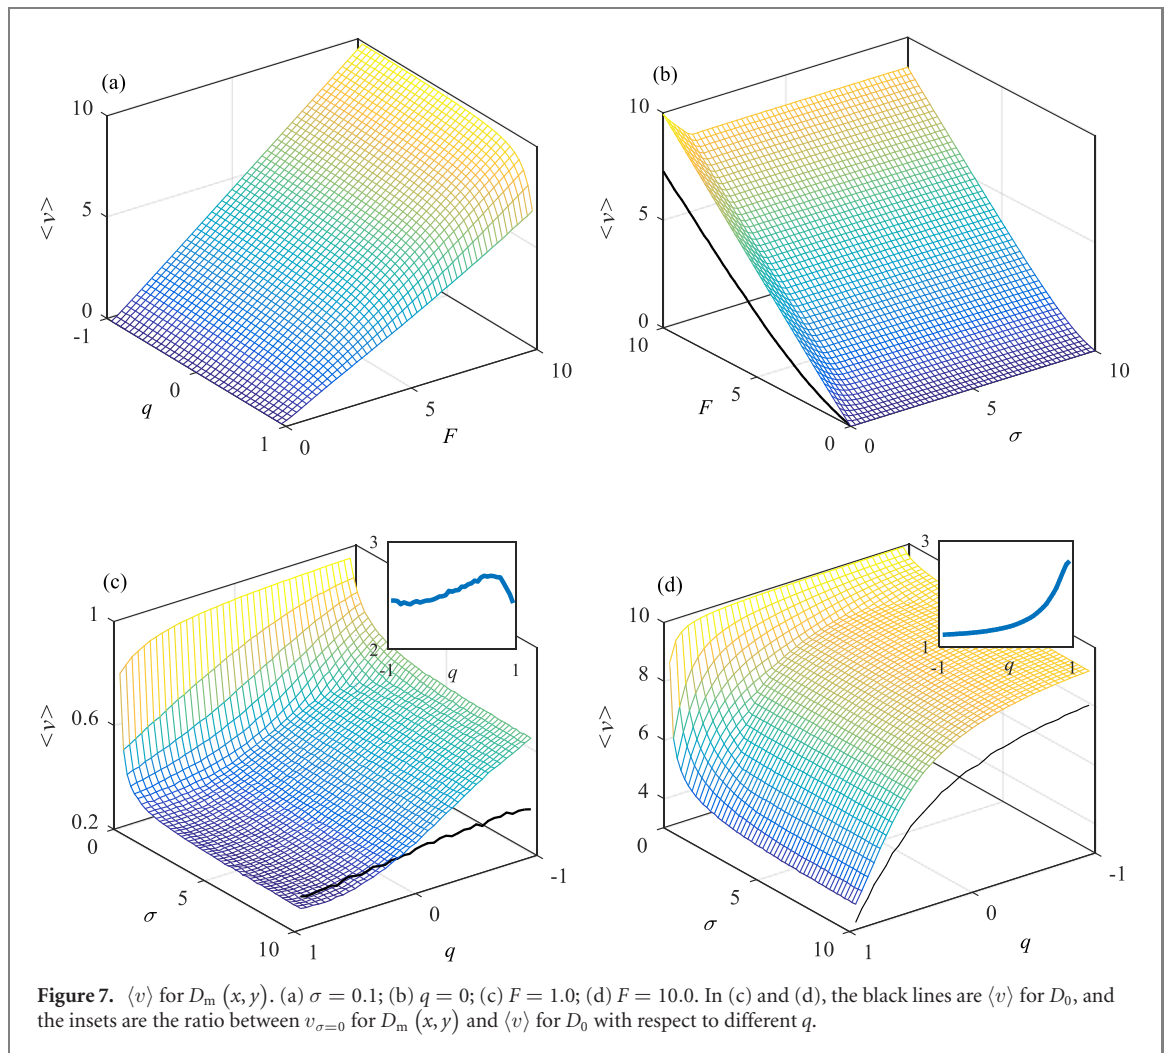 (a)
10
5
0
<v>
-1
0
1
q
0
5
10
F
(b)
10
5
0
<v>
10
5
0
F
0
5
10
σ
(c)
1
0.6
0.2
<v>
0
5
10
σ
1
0
-1
q
3
2
-1
q
1
(d)
10
8
6
4
<v>
0
5
10
σ
1
0
-1
q
3
1
-1
q
1
Figure 7. ⟨v⟩ for Dm (x, y). (a) σ = 0.1; (b) q = 0; (c) F = 1.0; (d) F = 10.0. In (c) and (d), the black lines are ⟨v⟩ for D0, and
the insets are the ratio between vσ=0 for Dm (x, y) and ⟨v⟩ for D0 with respect to different q.